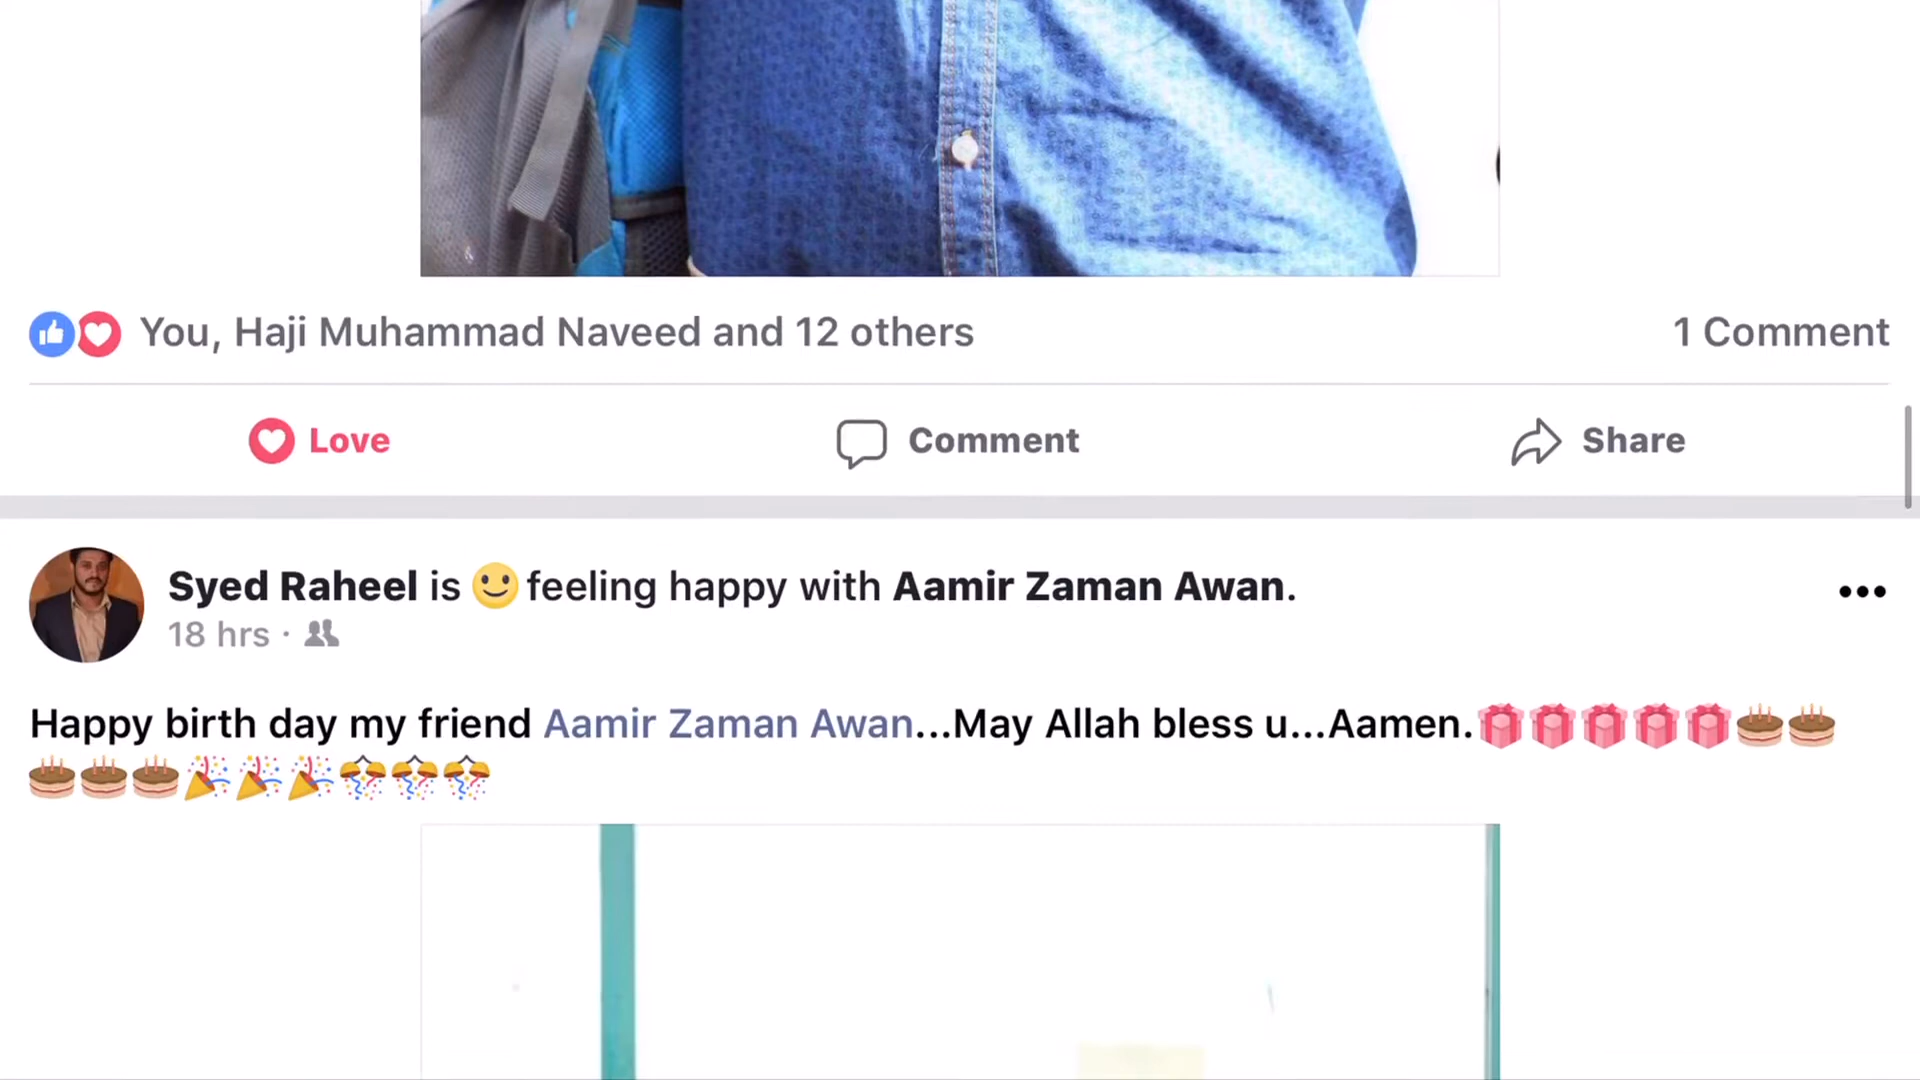 You, Haji Muhammad Naveed and 12 others
1 Comment
Love
Comment
Share
Syed Raheel is 🙂 feeling happy with Aamir Zaman Awan.
18 hrs ·
Happy birth day my friend Aamir Zaman Awan...May Allah bless u...Aamen.🎁🎁🎁🎁🎁🎂🎂
🎂🎂🎂🎉🎉🎉🎊🎊🎊